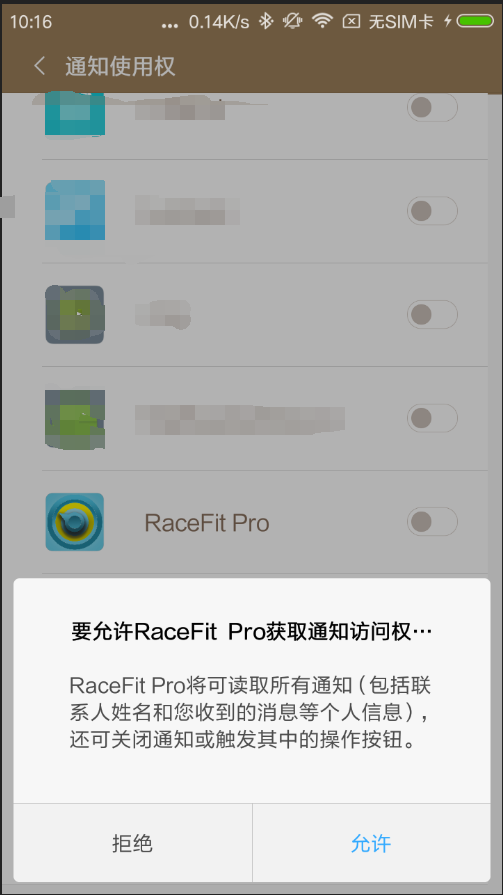 10:16 ... 0.14K/s 无SIM卡
通知使用权
RaceFit Pro
要允许RaceFit Pro获取通知访问权…
RaceFit Pro将可读取所有通知（包括联
系人姓名和您收到的消息等个人信息），
还可关闭通知或触发其中的操作按钮。
拒绝 允许